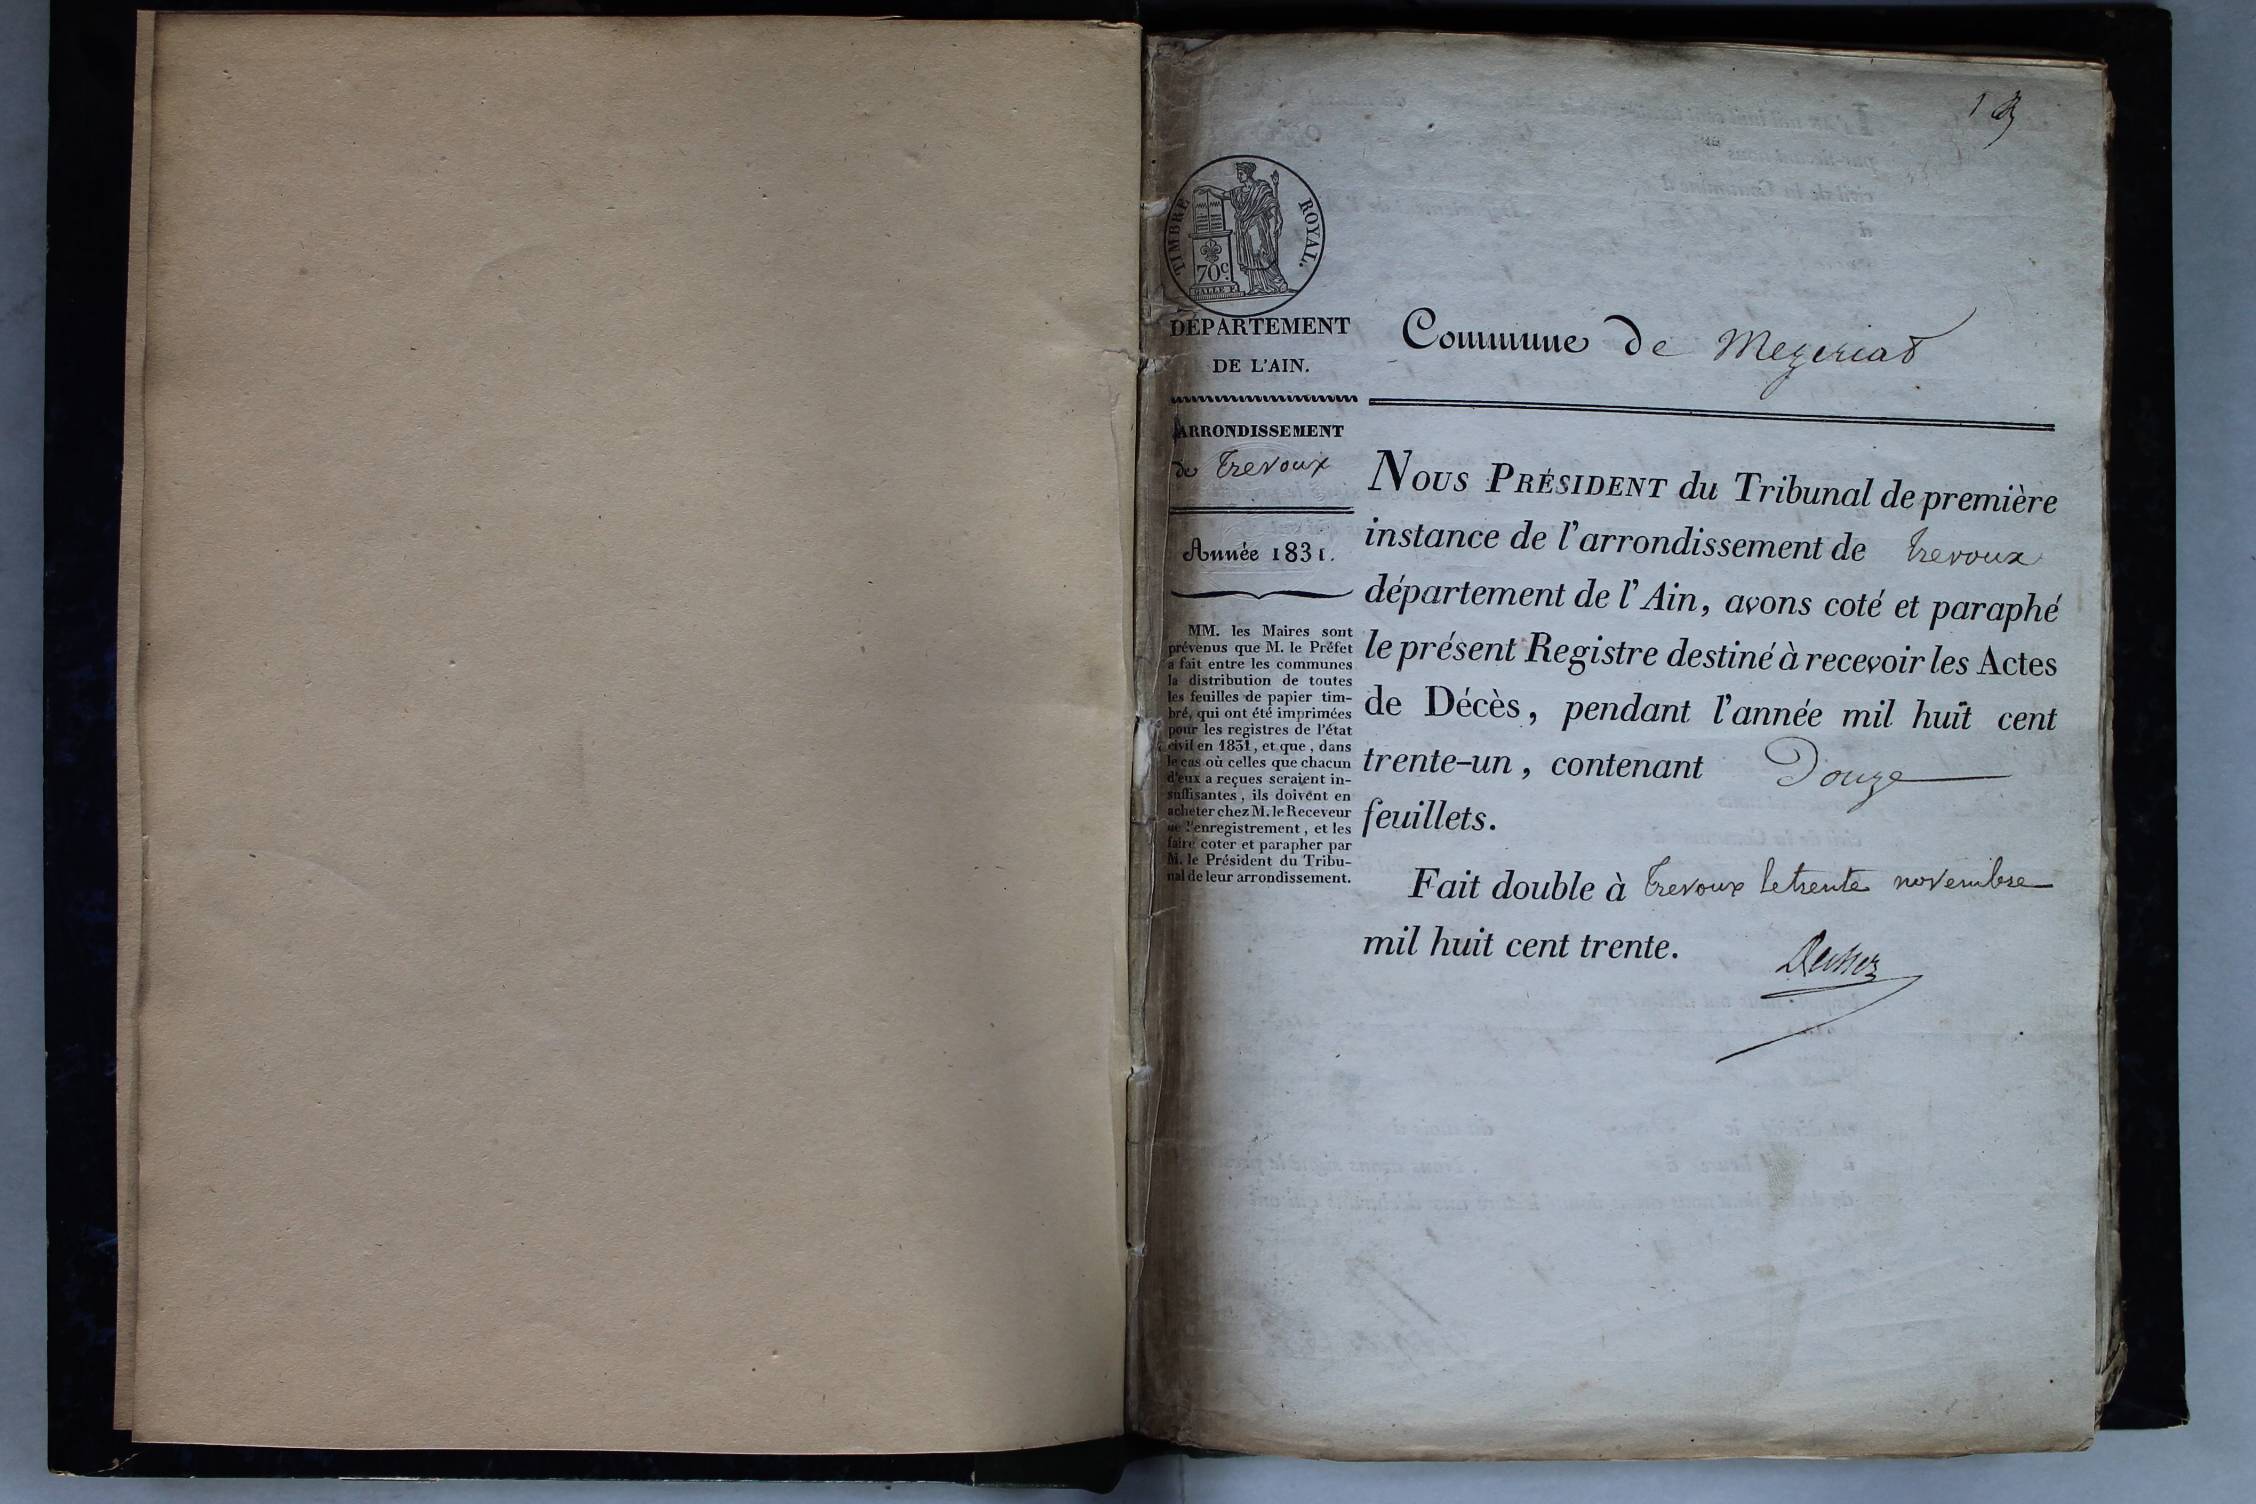 1
TIMBRE ROYAL.
70c.
GALLE F.
DÉPARTEMENT
DE L'AIN.
ARRONDISSEMENT
de Trevoux
Année 1831.
MM. les Maires sont
prévenus que M. le Préfet
a fait entre les communes
la distribution de toutes
les feuilles de papier tim-
bré, qui ont été imprimées
pour les registres de l'état
civil en 1831, et que, dans
le cas où celles que chacun
d'eux a reçues seraient in-
suffisantes, ils doivent en
acheter chez M. le Receveur
de l'enregistrement, et les
faire coter et parapher par
M. le Président du Tribu-
nal de leur arrondissement.
Commune de Mezeriat
NOUS PRÉSIDENT du Tribunal de première
instance de l'arrondissement de trevoux
département de l'Ain, avons coté et paraphé
le présent Registre destiné à recevoir les Actes
de Décès, pendant l'année mil huit cent
trente-un, contenant Douze
feuillets.
Fait double à trevoux le trente novembre
mil huit cent trente.